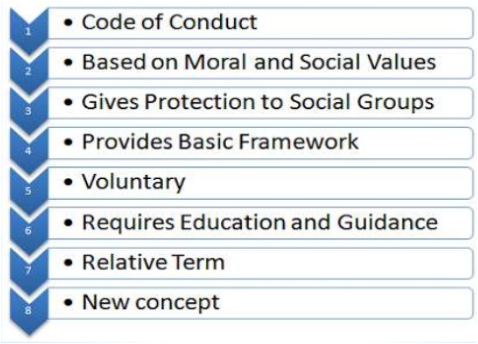 1 • Code of Conduct
2 • Based on Moral and Social Values
3 • Gives Protection to Social Groups
4 • Provides Basic Framework
5 • Voluntary
6 • Requires Education and Guidance
7 • Relative Term
8 • New concept